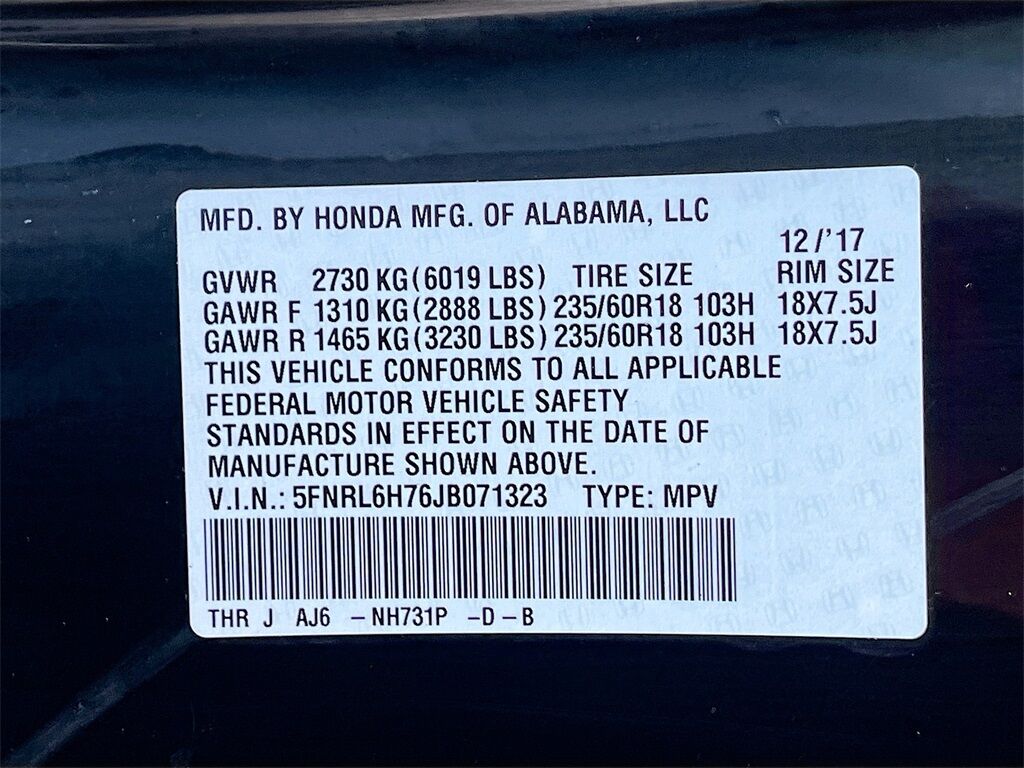 MFD. BY HONDA MFG. OF ALABAMA, LLC
12/'17
GVWR 2730 KG(6019 LBS) TIRE SIZE RIM SIZE
GAWR F 1310 KG(2888 LBS) 235/60R18 103H 18X7.5J
GAWR R 1465 KG(3230 LBS) 235/60R18 103H 18X7.5J
THIS VEHICLE CONFORMS TO ALL APPLICABLE
FEDERAL MOTOR VEHICLE SAFETY
STANDARDS IN EFFECT ON THE DATE OF
MANUFACTURE SHOWN ABOVE.
V.I.N.: 5FNRL6H76JB071323 TYPE: MPV
THR J AJ6 –NH731P –D–B